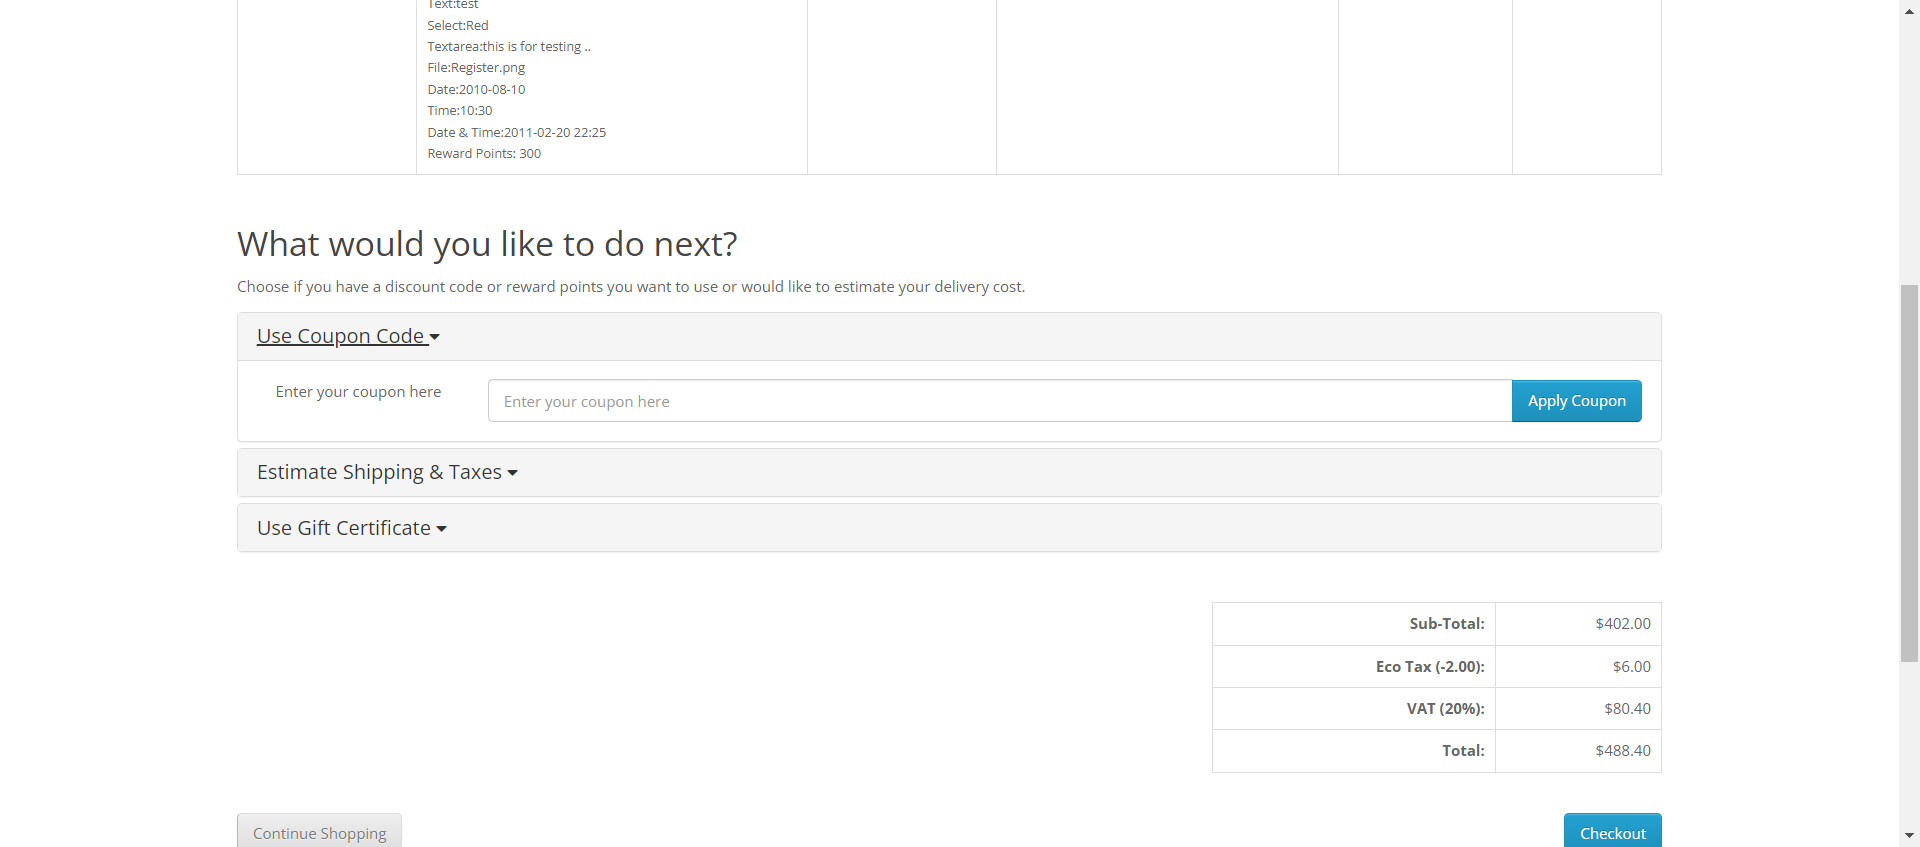 Text:test
Select:Red
Textarea:this is for testing ..
File:Register.png
Date:2010-08-10
Time:10:30
Date & Time:2011-02-20 22:25
Reward Points: 300
What would you like to do next?
Choose if you have a discount code or reward points you want to use or would like to estimate your delivery cost.
Use Coupon Code
Enter your coupon here
Enter your coupon here
Apply Coupon
Estimate Shipping & Taxes
Use Gift Certificate
Sub-Total: $402.00
Eco Tax (-2.00): $6.00
VAT (20%): $80.40
Total: $488.40
Continue Shopping
Checkout